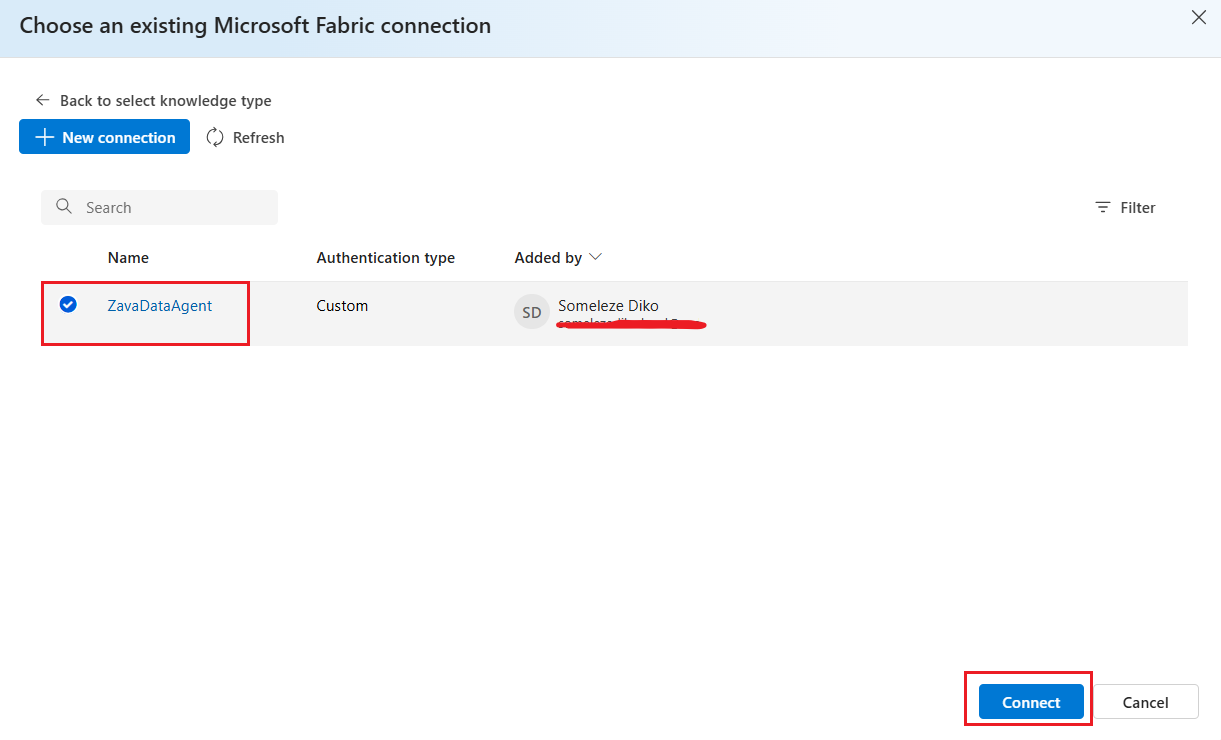 Choose an existing Microsoft Fabric connection
Back to select knowledge type
New connection
Refresh
Search
Filter
Name
Authentication type
Added by
ZavaDataAgent
Custom
SD
Someleze Diko
Connect
Cancel